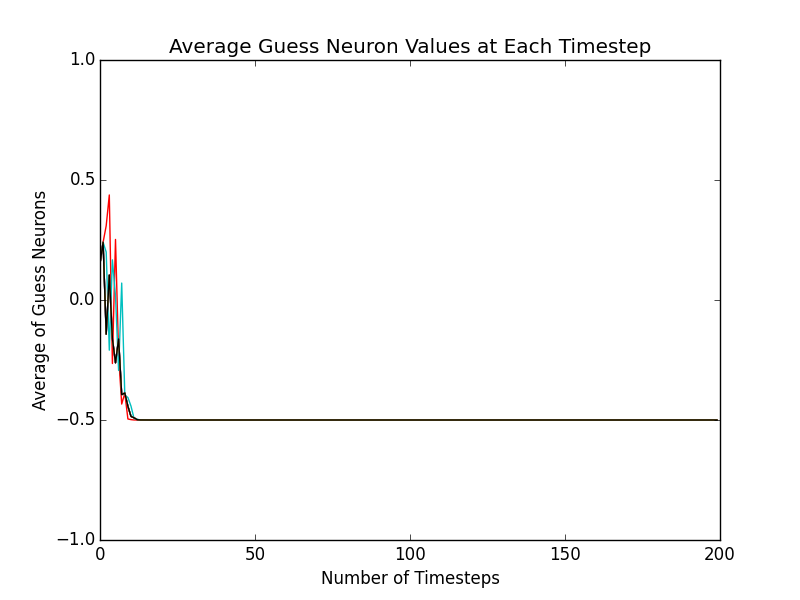 Average Guess Neuron Values at Each Timestep
1.0
0.5
0.0
−0.5
−1.0
Average of Guess Neurons
0 50 100 150 200
Number of Timesteps